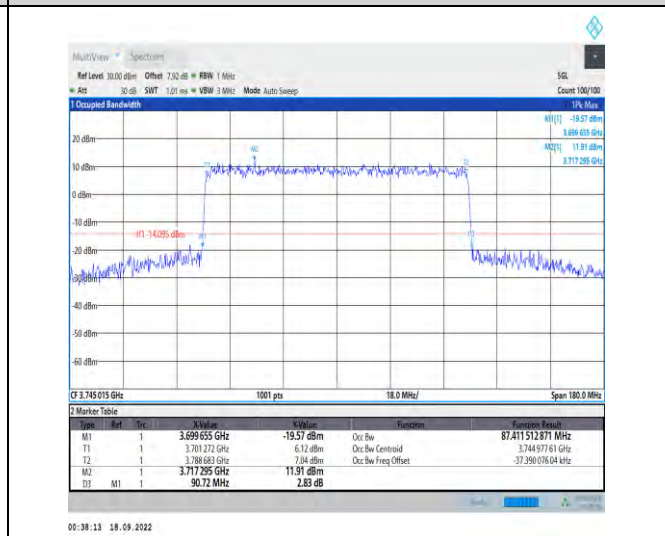 MultiView Spectrum
Ref Level 30.00 dBm Offset 7.92 dB RBW 1 MHz SGL
Att 30 dB SWT 1.01 ms VBW 3 MHz Mode Auto Sweep Count 100/100
1 Occupied Bandwidth 1Pk Max
M1[1] -19.57 dBm
3.699 655 GHz
M2[1] 11.91 dBm
3.717 295 GHz
20 dBm
M2
10 dBm
0 dBm
-10 dBm
H1 -14.095 dBm
M1
-20 dBm
-30 dBm
-40 dBm
-50 dBm
-60 dBm
CF 3.745 015 GHz 1001 pts 18.0 MHz/ Span 180.0 MHz
2 Marker Table
Type Ref Trc X-Value Y-Value Function Function Result
M1 1 3.699 655 GHz -19.57 dBm Occ Bw 87.411 512 871 MHz
T1 1 3.701 272 GHz 6.12 dBm Occ Bw Centroid 3.744 977 61 GHz
T2 1 3.788 683 GHz 7.04 dBm Occ Bw Freq Offset -37.390 076 04 kHz
M2 1 3.717 295 GHz 11.91 dBm
D3 M1 1 90.72 MHz 2.83 dB
00:38:13 18.09.2022